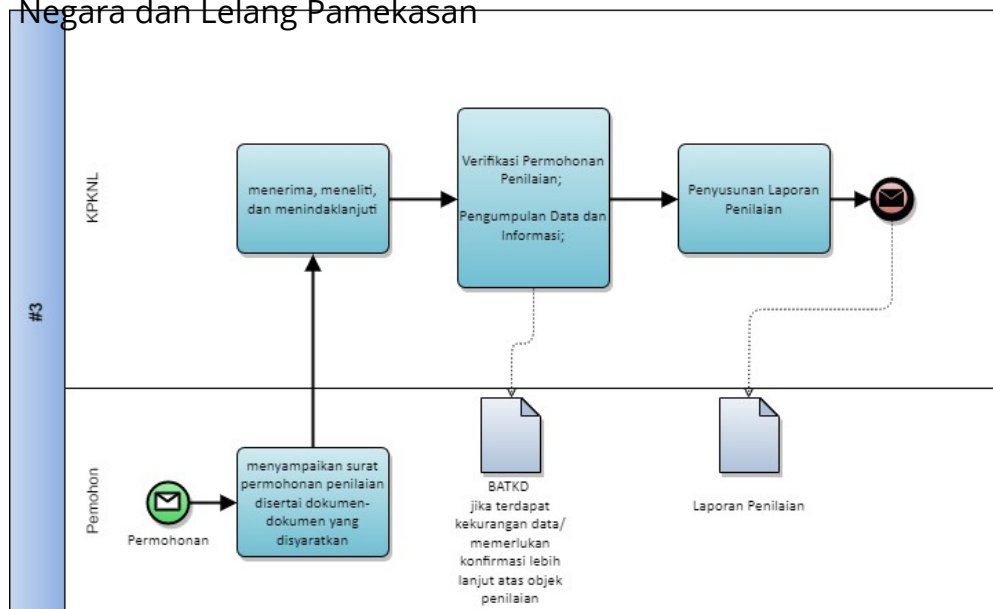 Negara dan Lelang Pamekasan
#3
KPKNL
menerima, meneliti,
dan menindaklanjuti
Verifikasi Permohonan
Penilaian;
Pengumpulan Data dan
Informasi;
Penyusunan Laporan
Penilaian
Pemohon
Permohonan
menyampaikan surat
permohonan penilaian
disertai dokumen-
dokumen yang
disyaratkan
BATKD
jika terdapat
kekurangan data/
memerlukan
konfirmasi lebih
lanjut atas objek
penilaian
Laporan Penilaian